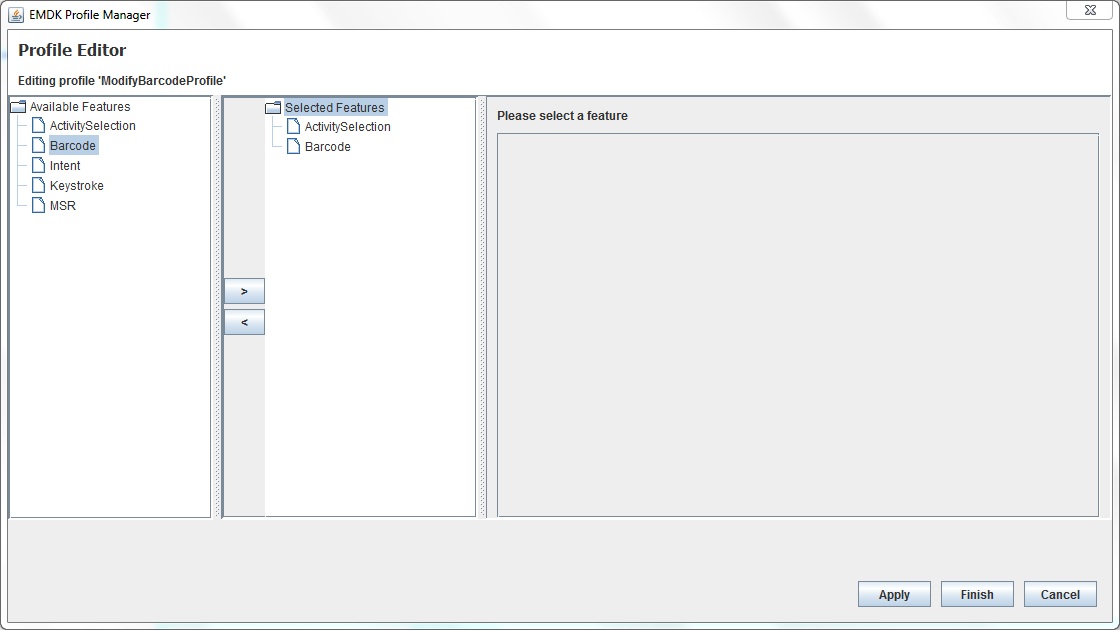 EMDK Profile Manager
Profile Editor
Editing profile 'ModifyBarcodeProfile'
Available Features
ActivitySelection
Barcode
Intent
Keystroke
MSR
>
<
Selected Features
ActivitySelection
Barcode
Please select a feature
Apply
Finish
Cancel